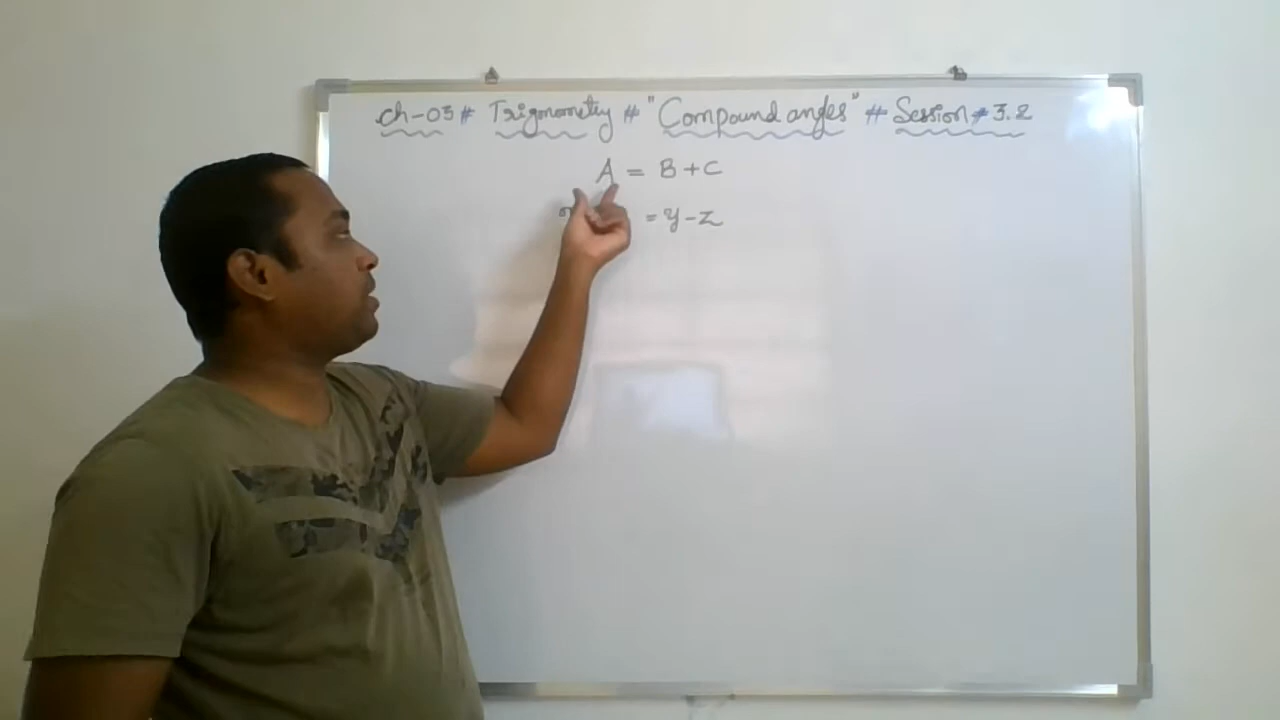 ch-03 # Trigonometry # "Compound angles" # Session # 3.2
A = B + C
= y - z